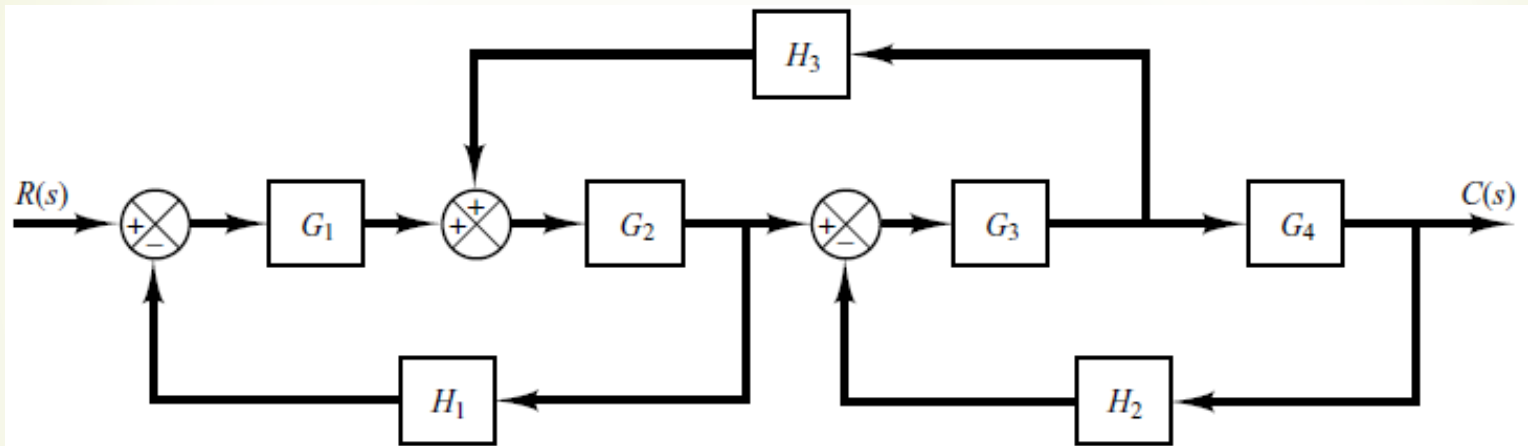 H₃
R(s) + − G₁ + + G₂ + − G₃ G₄ C(s)
H₁ H₂